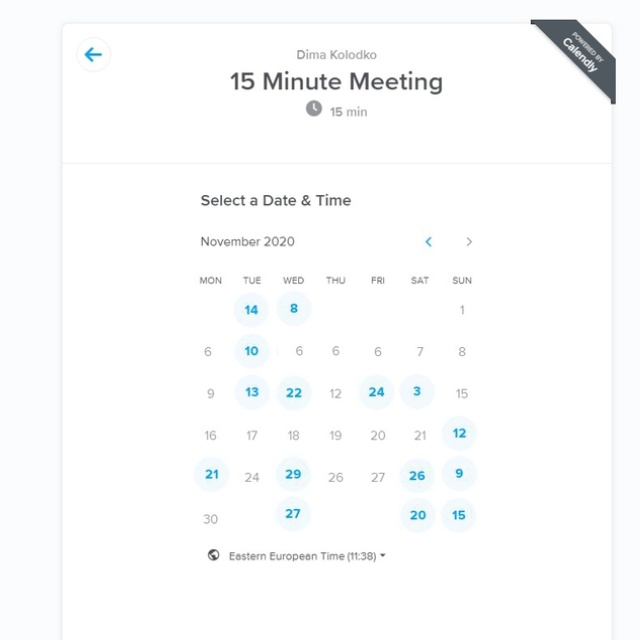 POWERED BY
Calendly
Dima Kolodko
15 Minute Meeting
15 min
Select a Date & Time
November 2020
MON TUE WED THU FRI SAT SUN
14 8 1
6 10 6 6 6 7 8
9 13 22 12 24 3 15
16 17 18 19 20 21 12
21 24 29 26 27 26 9
30 27 20 15
Eastern European Time (11:38)